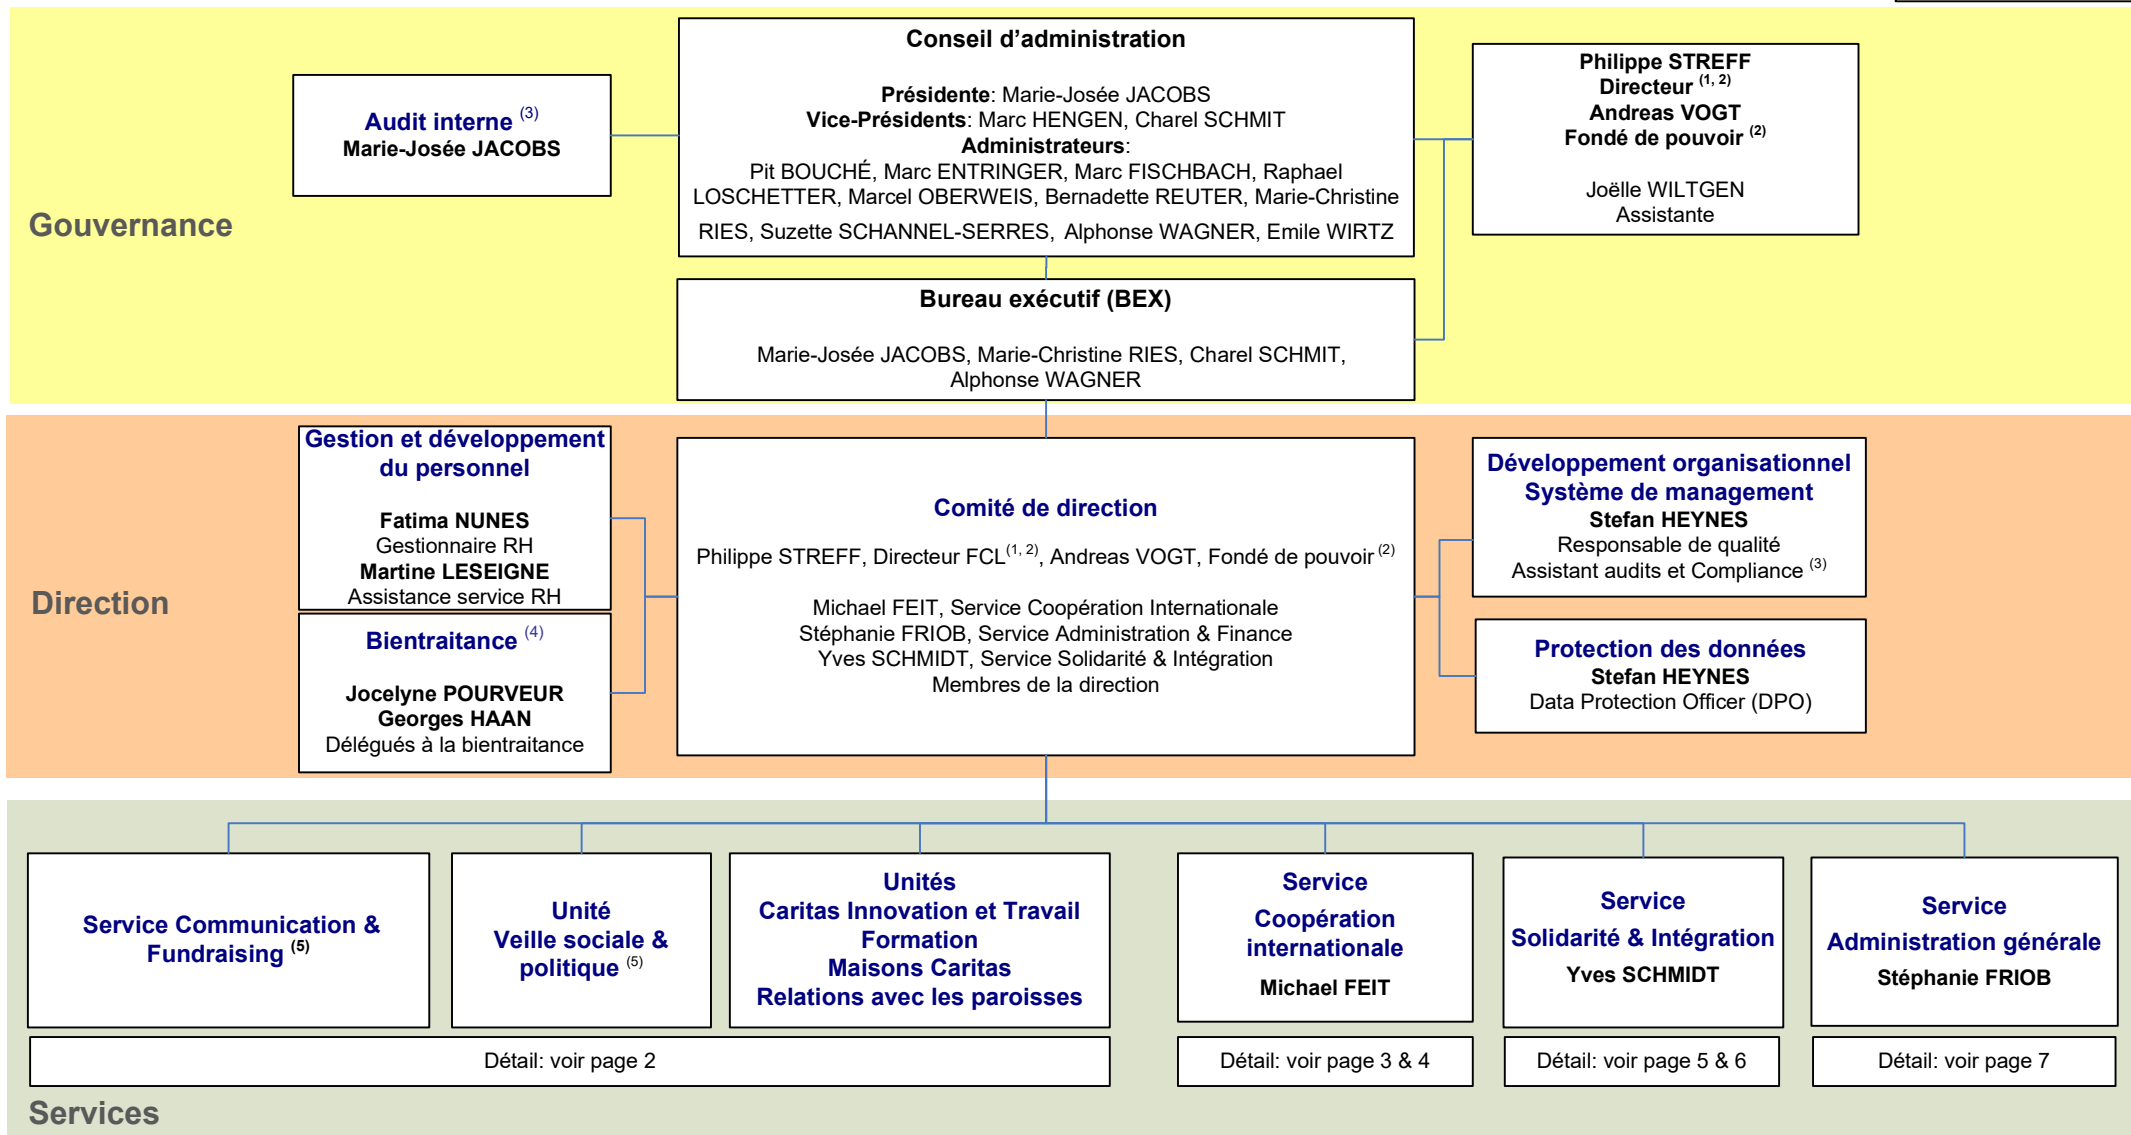 Gouvernance
Audit interne (3)
Marie-Josée JACOBS
Conseil d'administration
Présidente: Marie-Josée JACOBS
Vice-Présidents: Marc HENGEN, Charel SCHMIT
Administrateurs:
Pit BOUCHÉ, Marc ENTRINGER, Marc FISCHBACH, Raphael
LOSCHETTER, Marcel OBERWEIS, Bernadette REUTER, Marie-Christine
RIES, Suzette SCHANNEL-SERRES, Alphonse WAGNER, Emile WIRTZ
Philippe STREFF
Directeur (1, 2)
Andreas VOGT
Fondé de pouvoir (2)
Joëlle WILTGEN
Assistante
Bureau exécutif (BEX)
Marie-Josée JACOBS, Marie-Christine RIES, Charel SCHMIT,
Alphonse WAGNER
Direction
Gestion et développement
du personnel
Fatima NUNES
Gestionnaire RH
Martine LESEIGNE
Assistance service RH
Bientraitance (4)
Jocelyne POURVEUR
Georges HAAN
Délégués à la bientraitance
Comité de direction
Philippe STREFF, Directeur FCL(1, 2), Andreas VOGT, Fondé de pouvoir (2)
Michael FEIT, Service Coopération Internationale
Stéphanie FRIOB, Service Administration & Finance
Yves SCHMIDT, Service Solidarité & Intégration
Membres de la direction
Développement organisationnel
Système de management
Stefan HEYNES
Responsable de qualité
Assistant audits et Compliance (3)
Protection des données
Stefan HEYNES
Data Protection Officer (DPO)
Service Communication &
Fundraising (5)
Unité
Veille sociale &
politique (5)
Unités
Caritas Innovation et Travail
Formation
Maisons Caritas
Relations avec les paroisses
Service
Coopération
internationale
Michael FEIT
Service
Solidarité & Intégration
Yves SCHMIDT
Service
Administration générale
Stéphanie FRIOB
Détail: voir page 2
Détail: voir page 3 & 4
Détail: voir page 5 & 6
Détail: voir page 7
Services